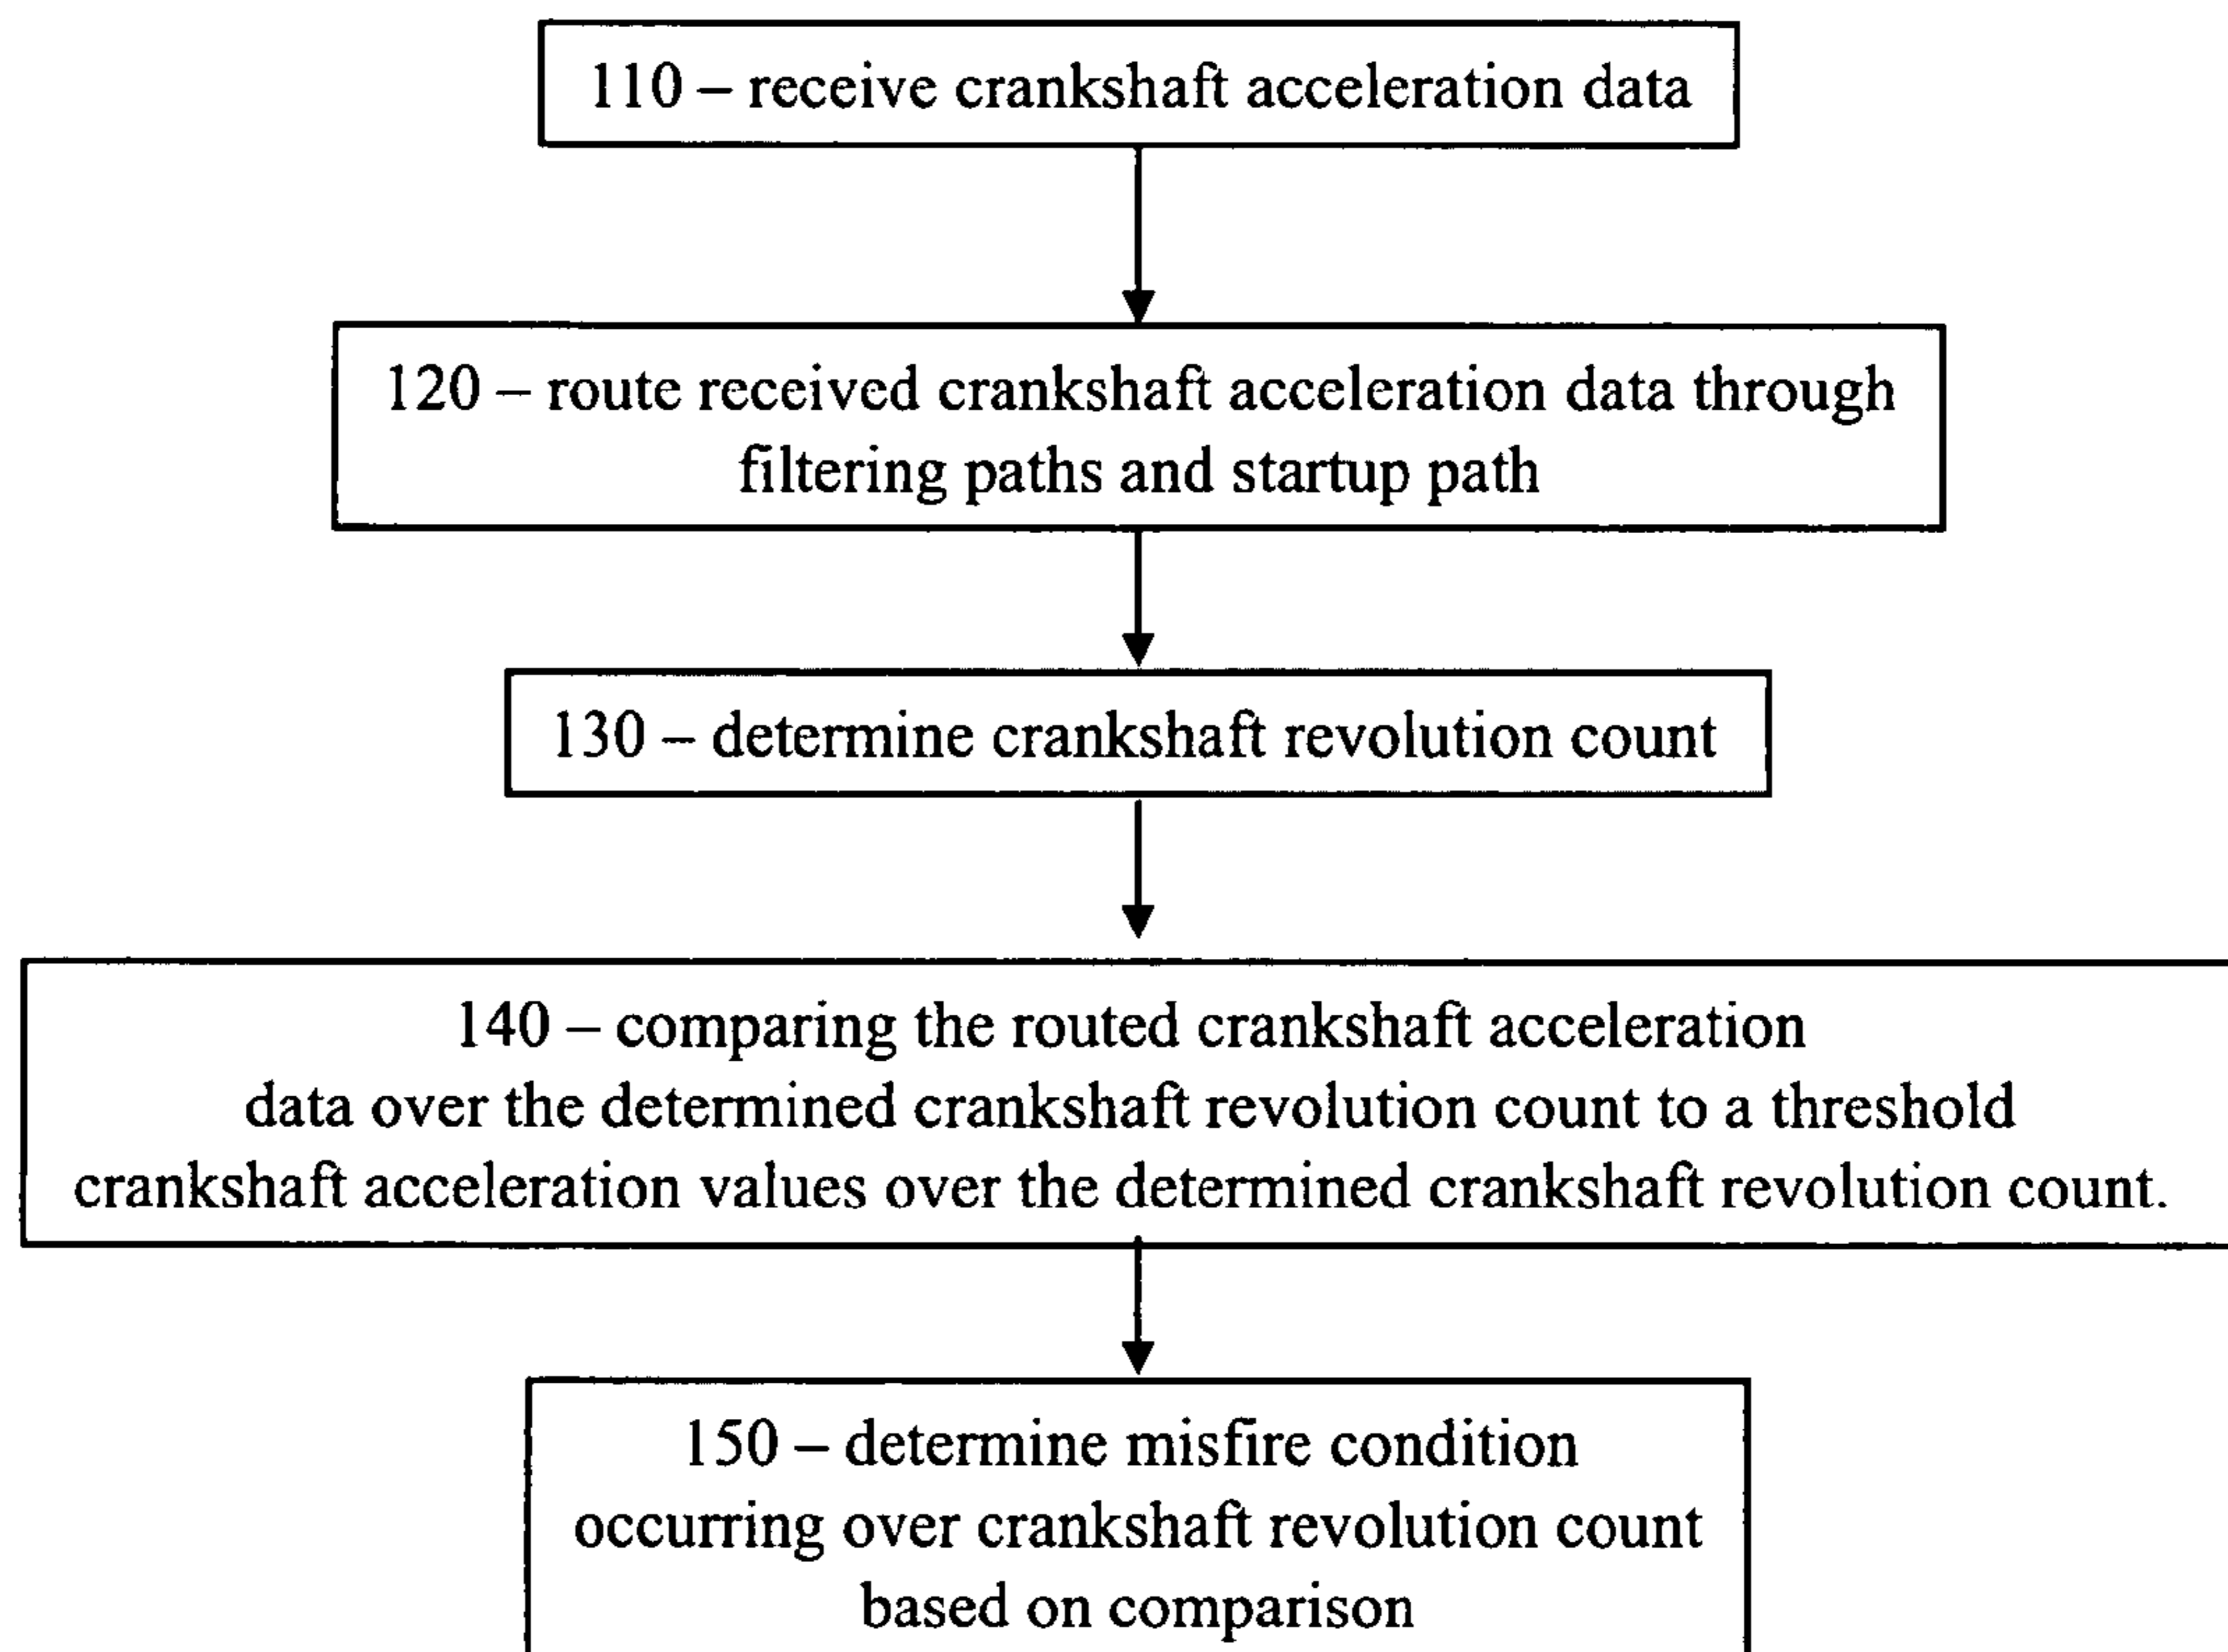 110 – receive crankshaft acceleration data
120 – route received crankshaft acceleration data through
filtering paths and startup path
130 – determine crankshaft revolution count
140 – comparing the routed crankshaft acceleration
data over the determined crankshaft revolution count to a threshold
crankshaft acceleration values over the determined crankshaft revolution count.
150 – determine misfire condition
occurring over crankshaft revolution count
based on comparison